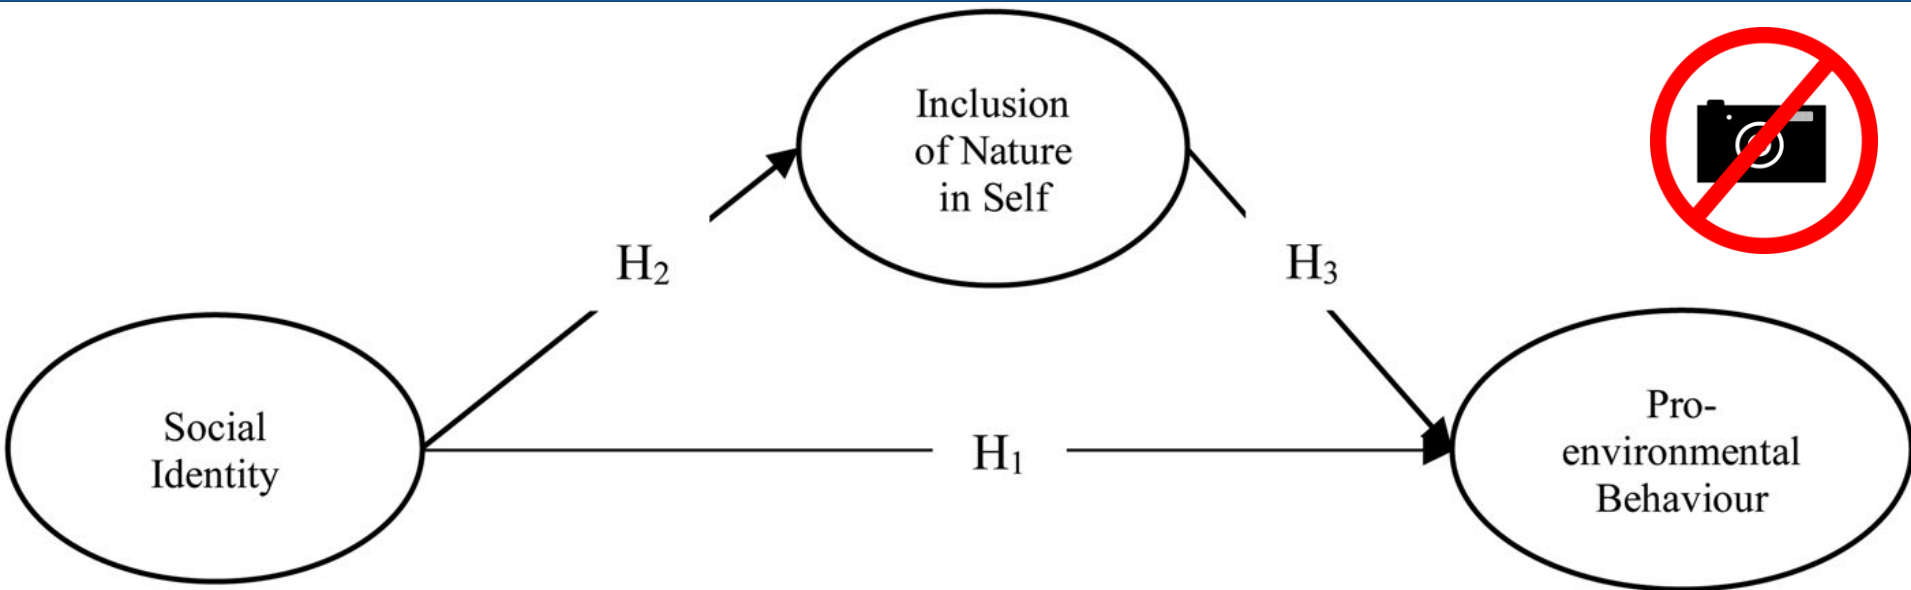 Inclusion
of Nature
in Self
H₂
H₃
Social
Identity
H₁
Pro-
environmental
Behaviour